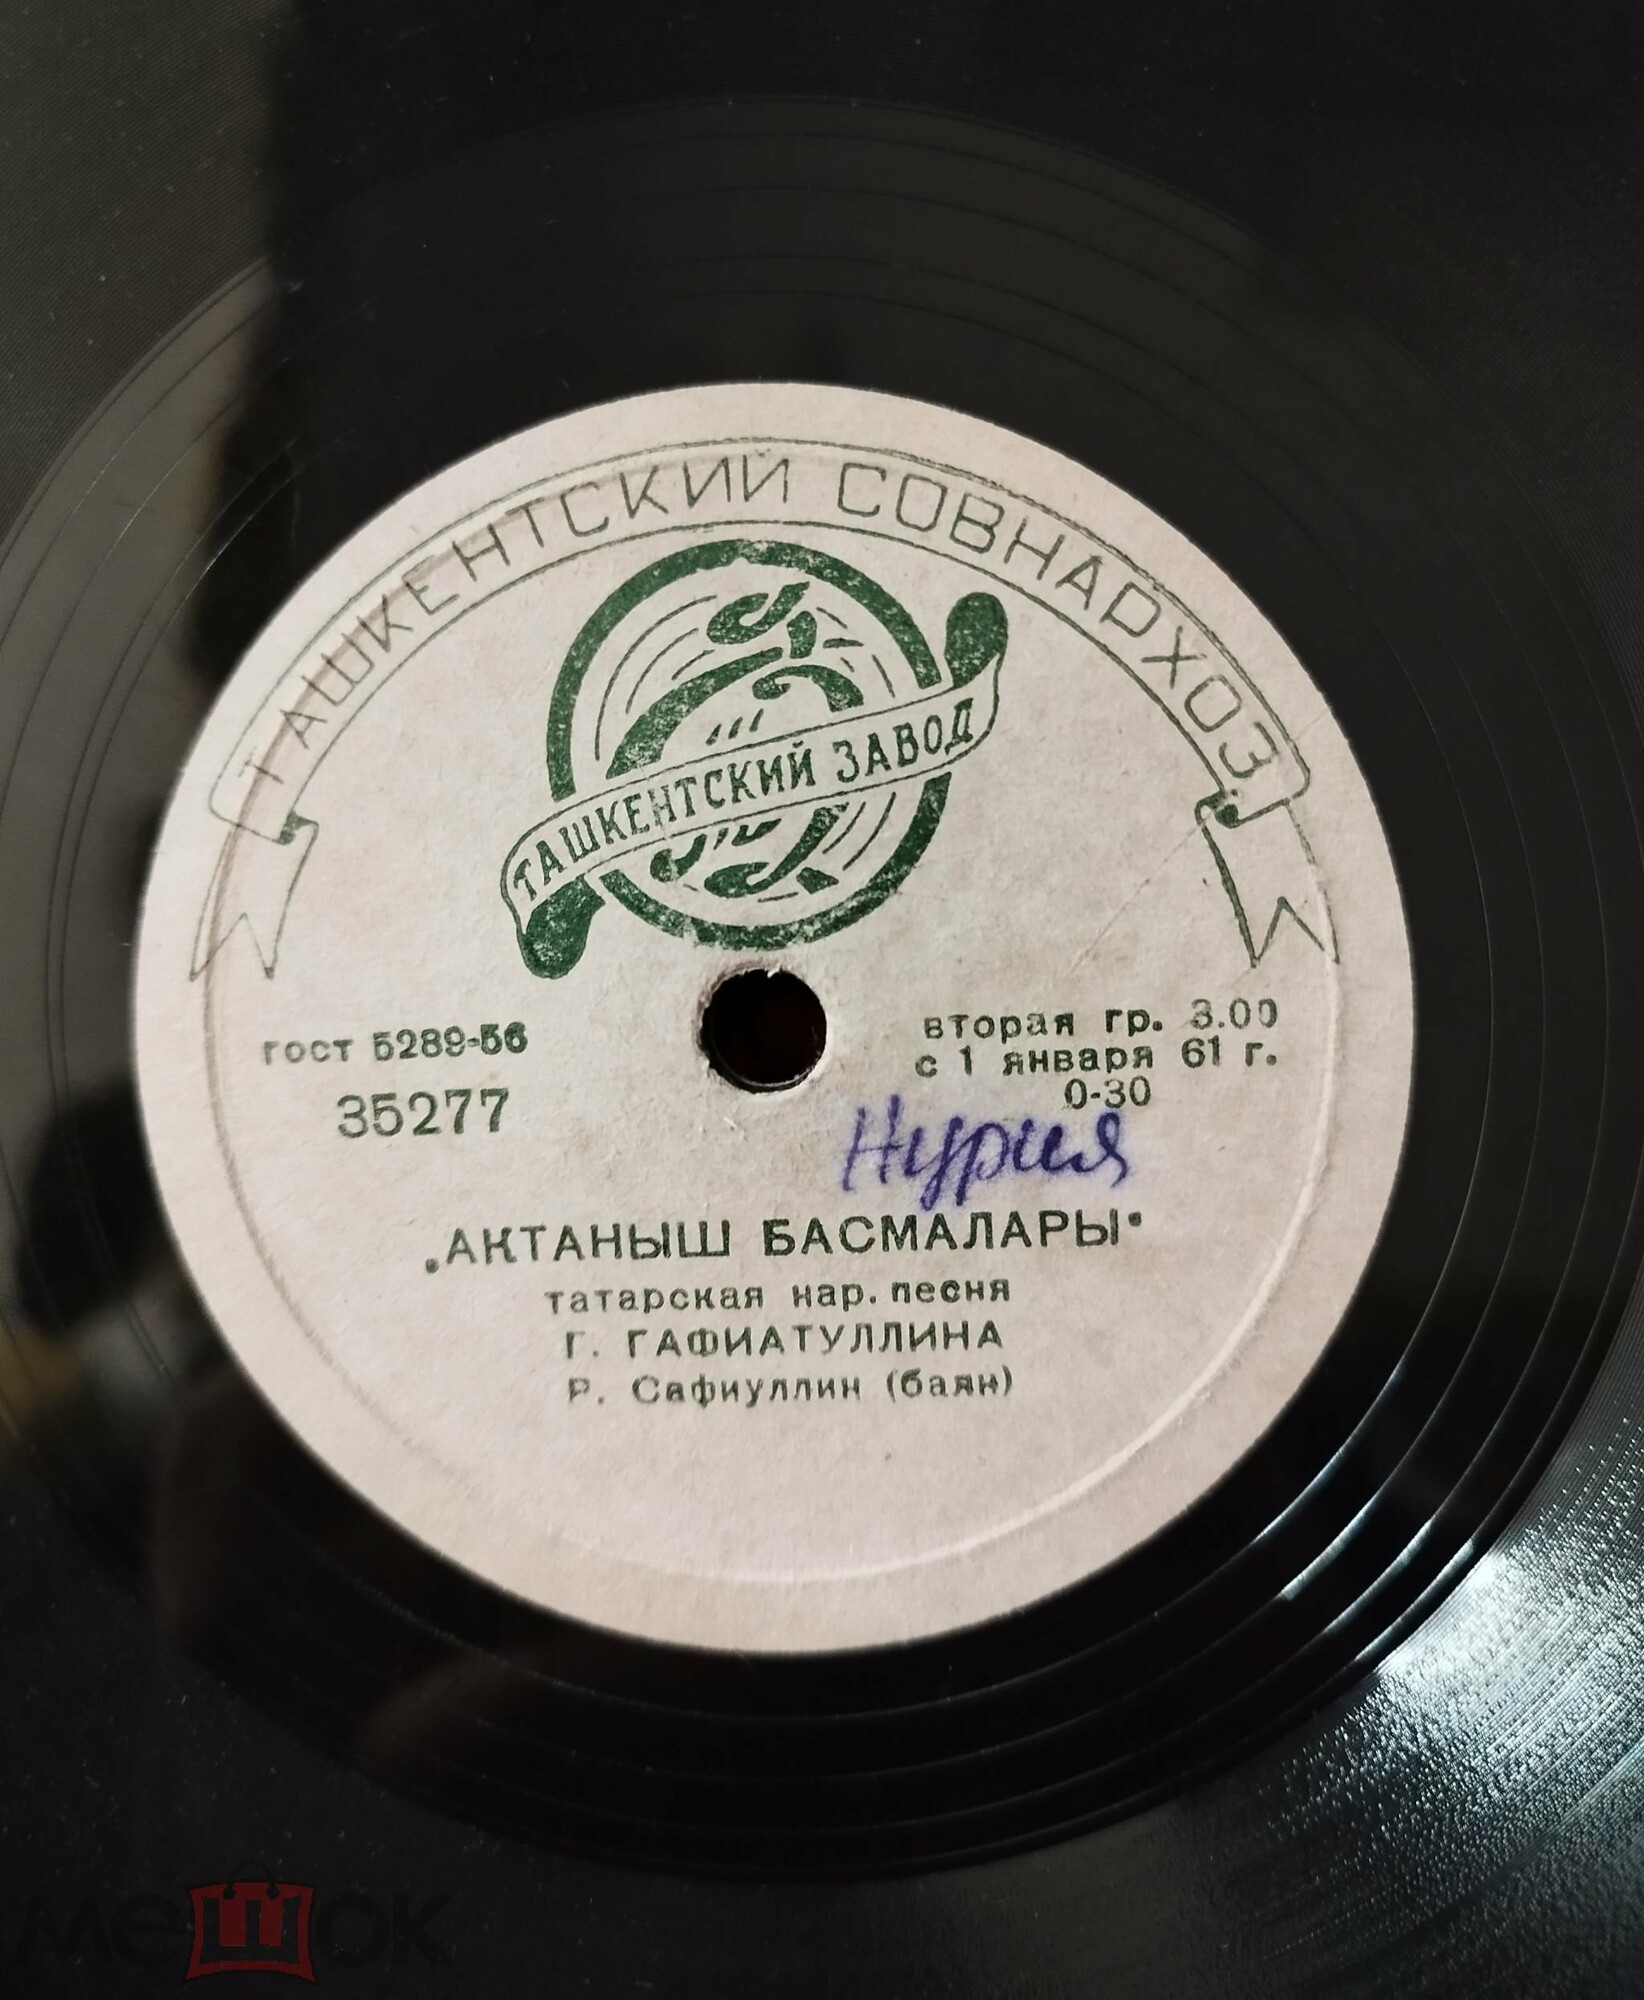 ТАШКЕНТСКИЙ СОВНАРХОЗ
ТАШКЕНТСКИЙ ЗАВОД
гост 5289-56
35277
вторая гр. 3.00
с 1 января 61 г.
0-30
Нурия
„АКТАНЫШ БАСМАЛАРЫ"
татарская нар. песня
Г. ГАФИАТУЛЛИНА
Р. Сафиуллин (баян)
мешок